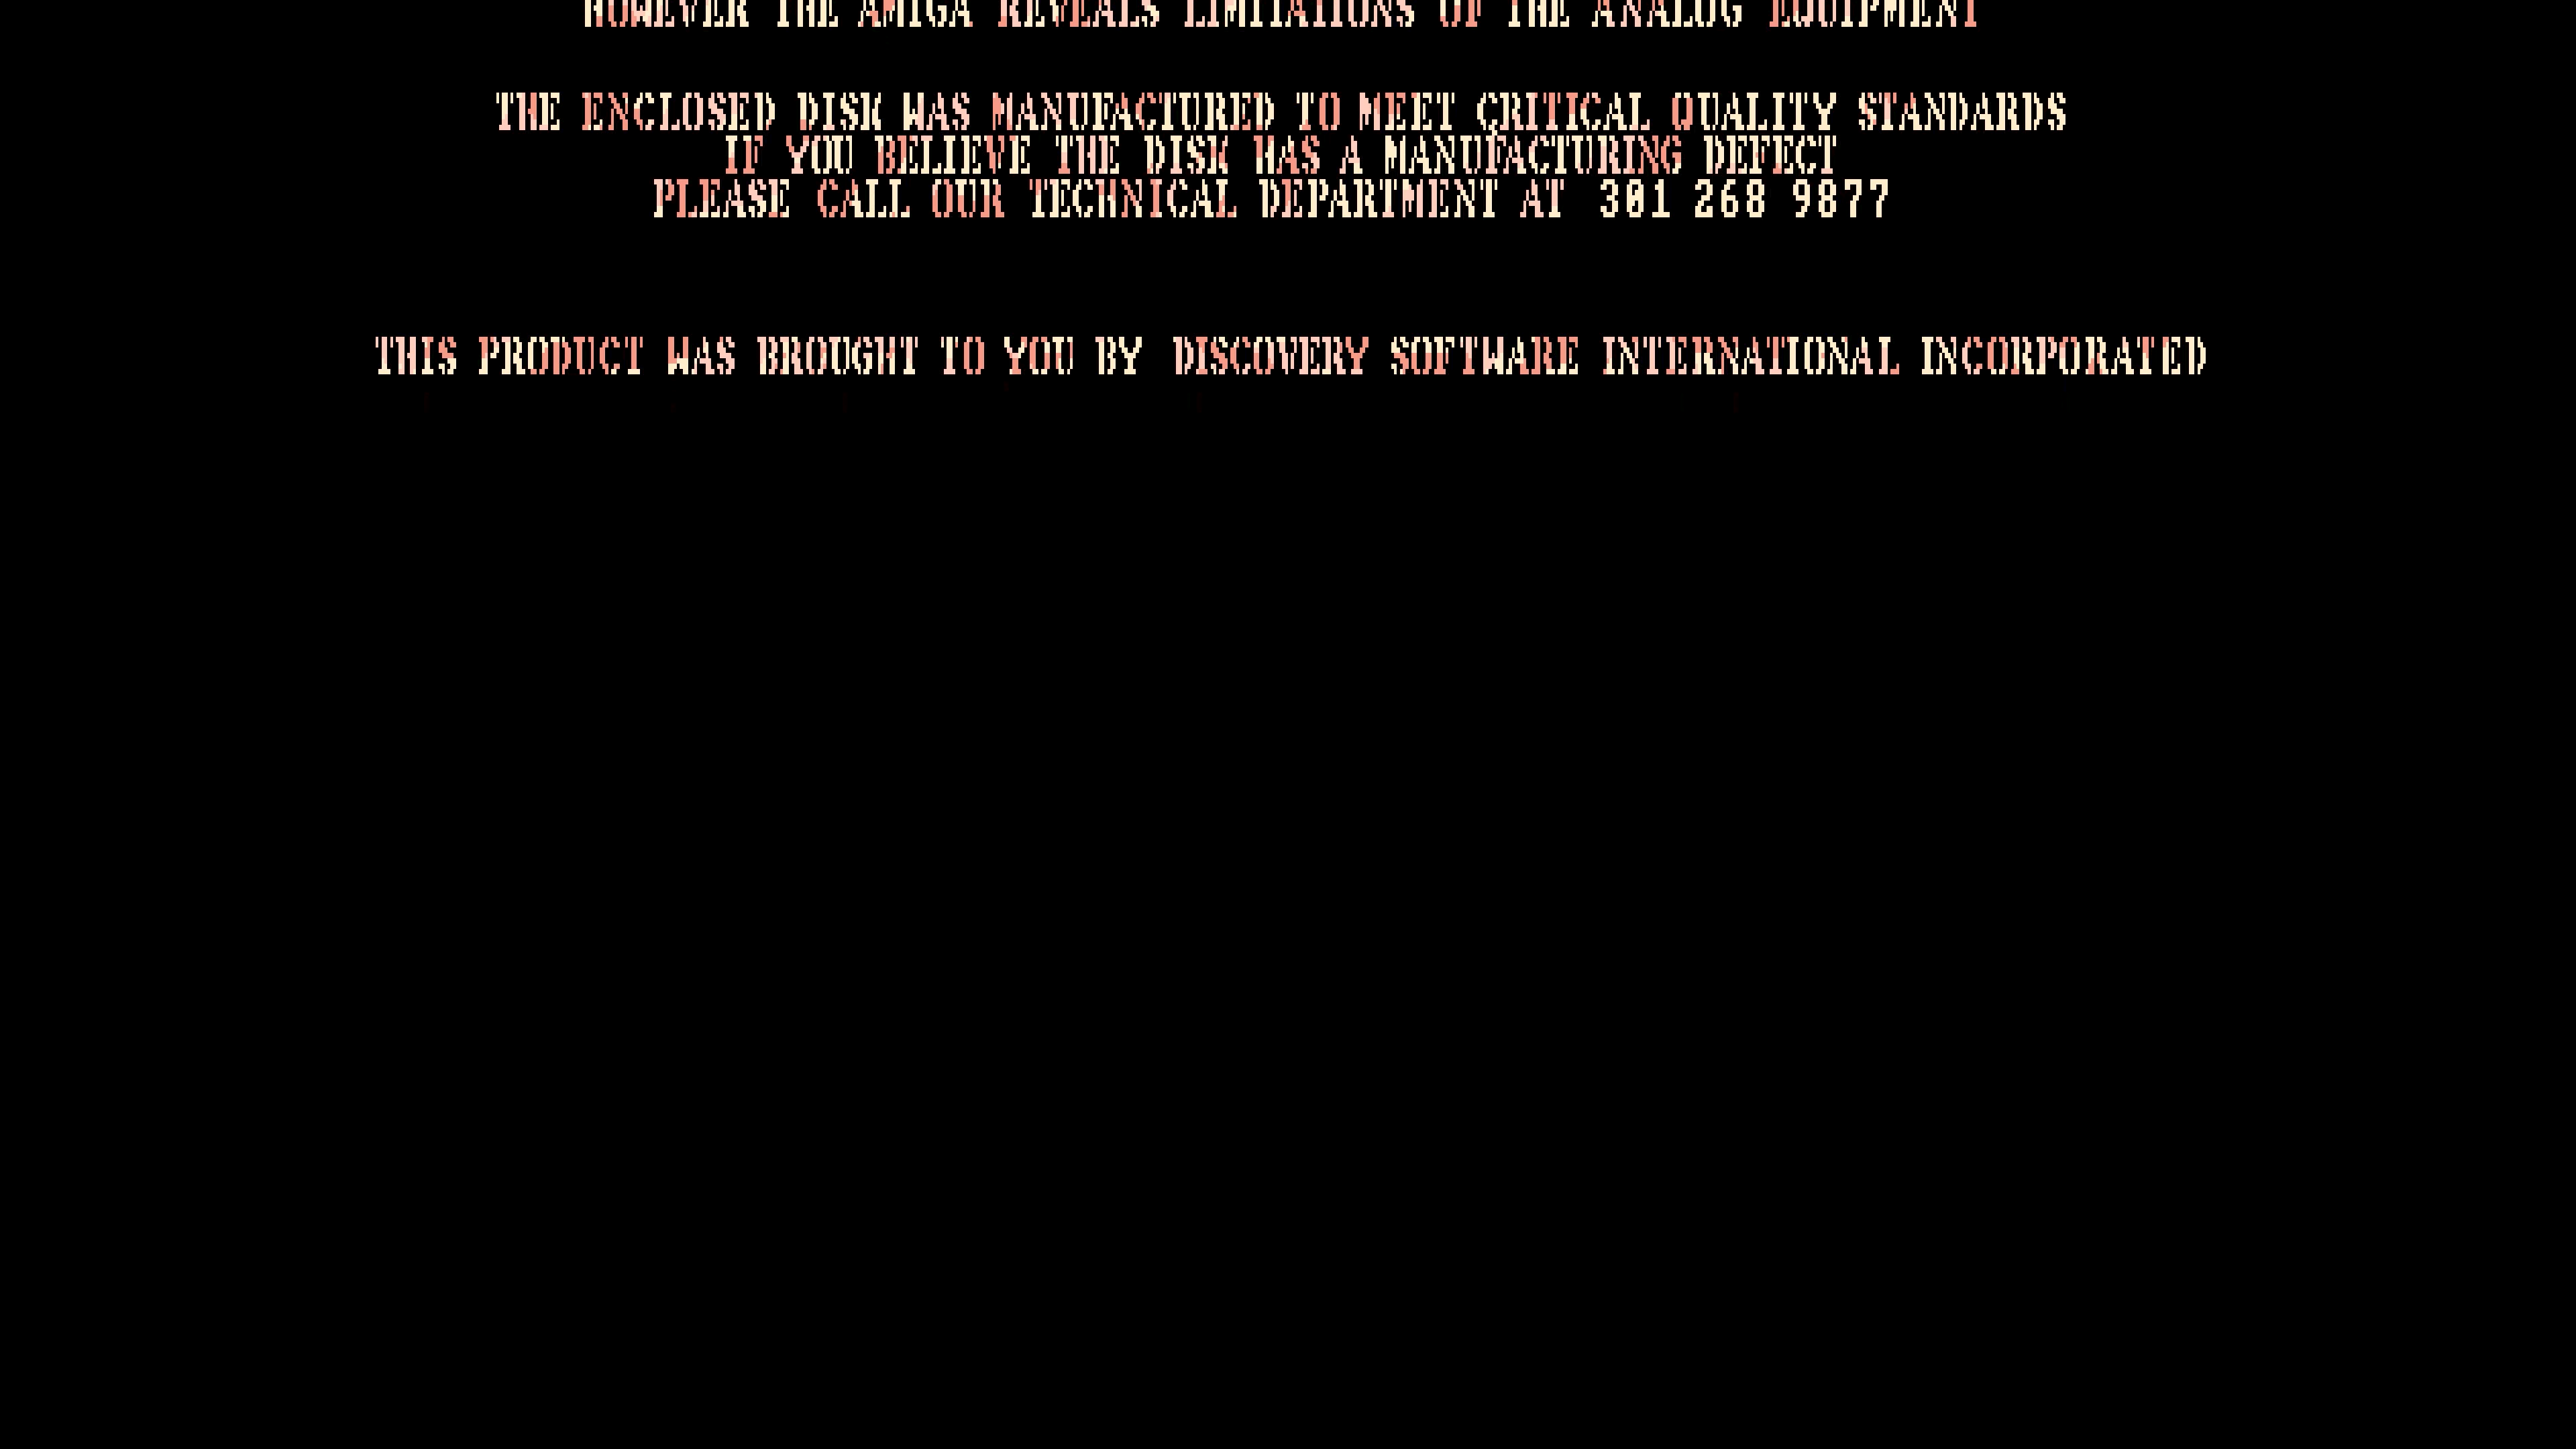 HOWEVER THE AMIGA REVEALS LIMITATIONS OF THE ANALOG EQUIPMENT
THE ENCLOSED DISK WAS MANUFACTURED TO MEET CRITICAL QUALITY STANDARDS
IF YOU BELIEVE THE DISK HAS A MANUFACTURING DEFECT
PLEASE CALL OUR TECHNICAL DEPARTMENT AT 301 268 9877
THIS PRODUCT WAS BROUGHT TO YOU BY DISCOVERY SOFTWARE INTERNATIONAL INCORPORATED